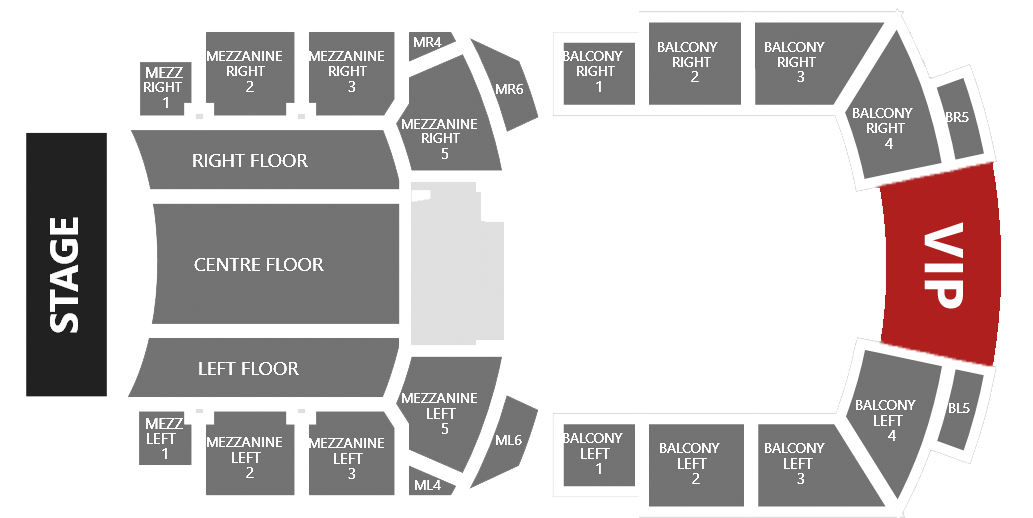 STAGE
MEZZ
RIGHT
1
MEZZANINE
RIGHT
2
MEZZANINE
RIGHT
3
MR4
MEZZANINE
RIGHT
5
MR6
RIGHT FLOOR
CENTRE FLOOR
LEFT FLOOR
MEZZ
LEFT
1
MEZZANINE
LEFT
2
MEZZANINE
LEFT
3
ML4
MEZZANINE
LEFT
5
ML6
BALCONY
RIGHT
1
BALCONY
RIGHT
2
BALCONY
RIGHT
3
BALCONY
RIGHT
4
BR5
VIP
BALCONY
LEFT
1
BALCONY
LEFT
2
BALCONY
LEFT
3
BALCONY
LEFT
4
BL5